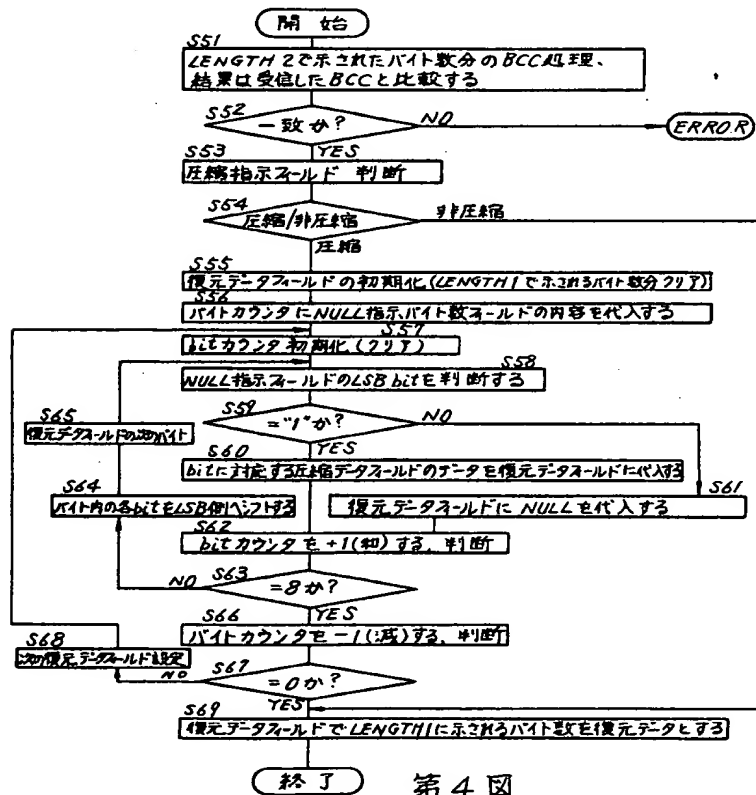 開始
S51
LENGTH2で示されたバイト数分のBCC処理、
結果は受信したBCCと比較する
S52
一致か?
NO
ERROR
YES
S53
圧縮指示フィールド 判断
S54
圧縮/非圧縮
非圧縮
圧縮
S55
復元データフィールドの初期化(LENGTH1で示されるバイト数分クリア)
S56
バイトカウンタにNULL指示バイト数フィールドの内容を代入する
S57
bitカウンタ初期化(クリア)
S58
NULL指示フィールドのLSB bitを判断する
S59
="1"か?
NO
YES
S65
復元データフィールドの次のバイト
S60
bitに対応する圧縮データフィールドのデータを復元データフィールドに代入する
S61
復元データフィールドにNULLを代入する
S64
バイト内の各bitをLSB側へシフトする
S62
bitカウンタを+1(加)する、判断
S63
=8か?
NO
YES
S66
バイトカウンタを-1(減)する、判断
S68
次の復元データフィールド設定
S67
=0か?
NO
YES
S69
復元データフィールドでLENGTH1に示されるバイト数を復元データとする
終了
第4図